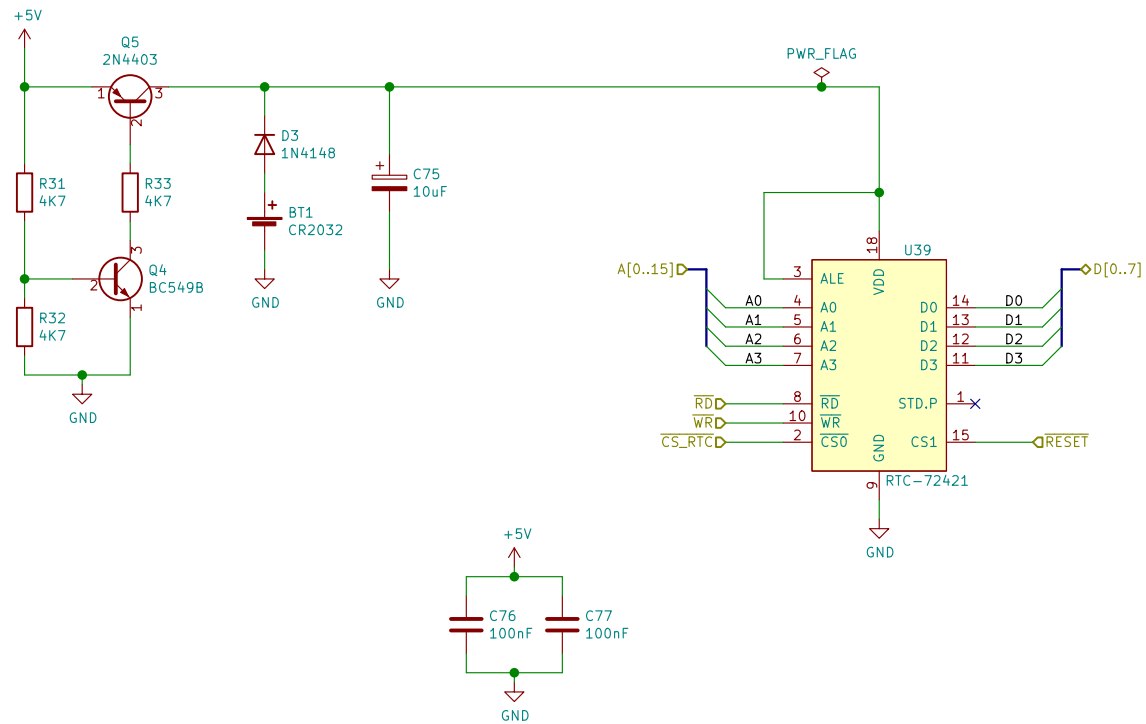 +5V
Q5
2N4403
1
3
2
PWR_FLAG
D3
1N4148
+
BT1
CR2032
GND
+
C75
10uF
GND
R31
4K7
R33
4K7
3
2
1
Q4
BC549B
R32
4K7
GND
U39
RTC-72421
18
VDD
3
ALE
A[0..15]
A0
4
A0
A1
5
A1
A2
6
A2
A3
7
A3
RD
8
RD
WR
10
WR
CS_RTC
2
CS0
D[0..7]
D0
14
D0
D1
13
D1
D2
12
D2
D3
11
D3
STD.P
1
CS1
15
RESET
GND
9
GND
+5V
C76
100nF
C77
100nF
GND